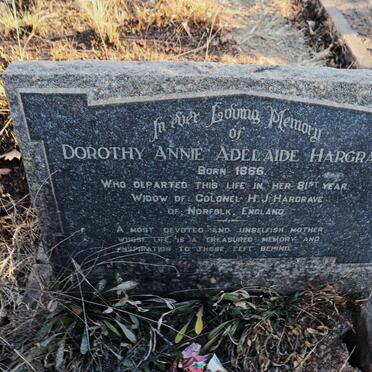 In ever Loving Memory
of
DOROTHY ANNIE ADELAIDE HARGRA
BORN 1866.
WHO DEPARTED THIS LIFE IN HER 81ST YEAR
WIDOW OF COLONEL H.J. HARGRAVE
OF NORFOLK, ENGLAND
A MOST DEVOTED AND UNSELFISH MOTHER
WHOSE LIFE IS A TREASURED MEMORY AND
INSPIRATION TO THOSE LEFT BEHIND.